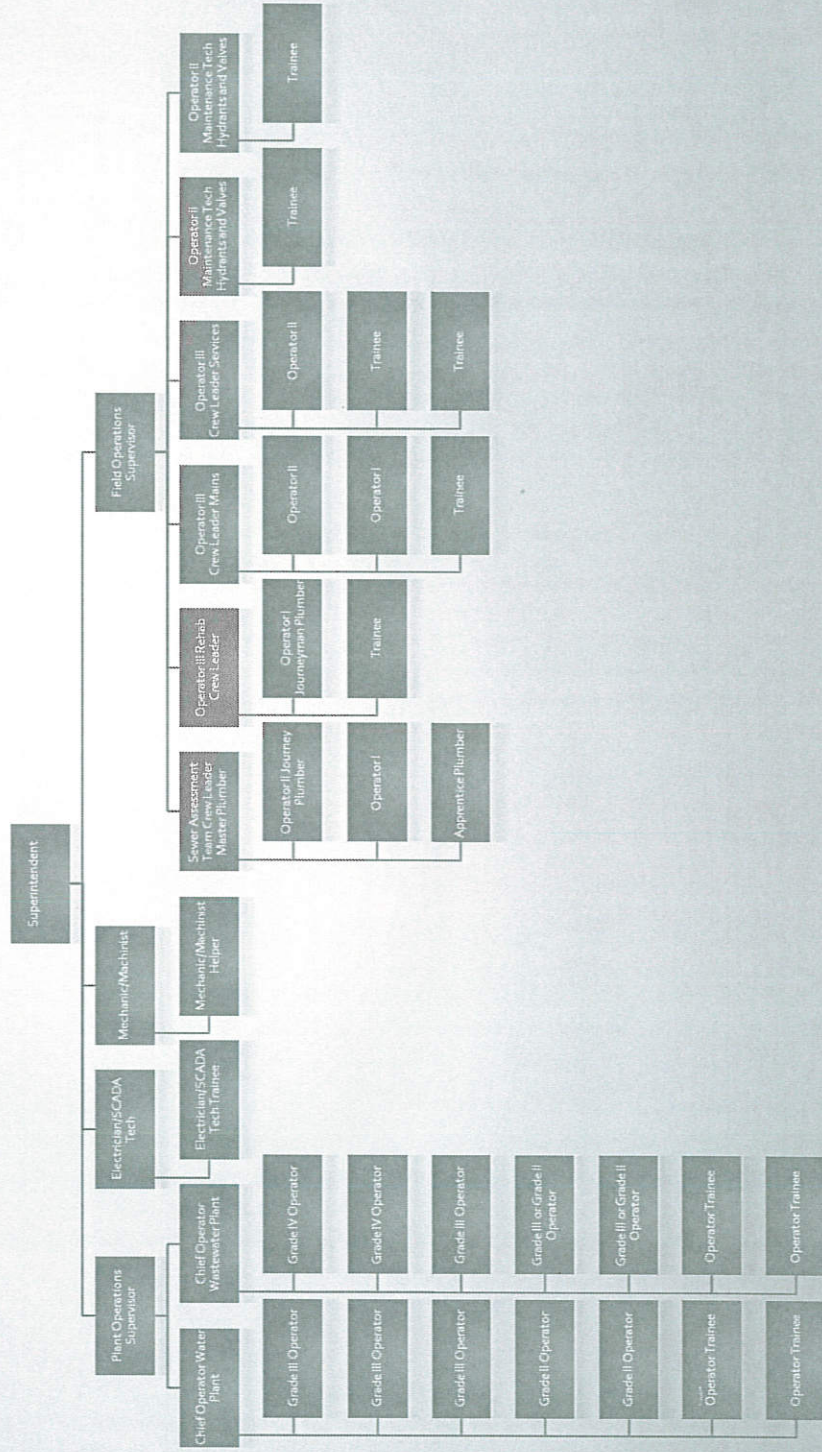 Superintendent
Plant Operations
Supervisor
Electrician/SCADA
Tech
Mechanic/Machinist
Field Operations
Supervisor
Chief Operator Water
Plant
Chief Operator
Wastewater Plant
Electrician/SCADA
Tech Trainee
Mechanic/Machinist
Helper
Sewer Assessment
Team Crew Leader
Master Plumber
Operator III Rehab
Crew Leader
Operator III
Crew Leader Mains
Operator III
Crew Leader Services
Operator II
Maintenance Tech
Hydrants and Valves
Operator II
Maintenance Tech
Hydrants and Valves
Grade III Operator
Grade III Operator
Grade III Operator
Grade II Operator
Grade II Operator
Operator Trainee
Operator Trainee
Grade IV Operator
Grade IV Operator
Grade III Operator
Grade III or Grade II
Operator
Grade III or Grade II
Operator
Operator Trainee
Operator Trainee
Operator II Journey
Plumber
Operator I
Apprentice Plumber
Operator I
Journeyman Plumber
Trainee
Operator II
Operator I
Trainee
Operator II
Trainee
Trainee
Trainee
Trainee